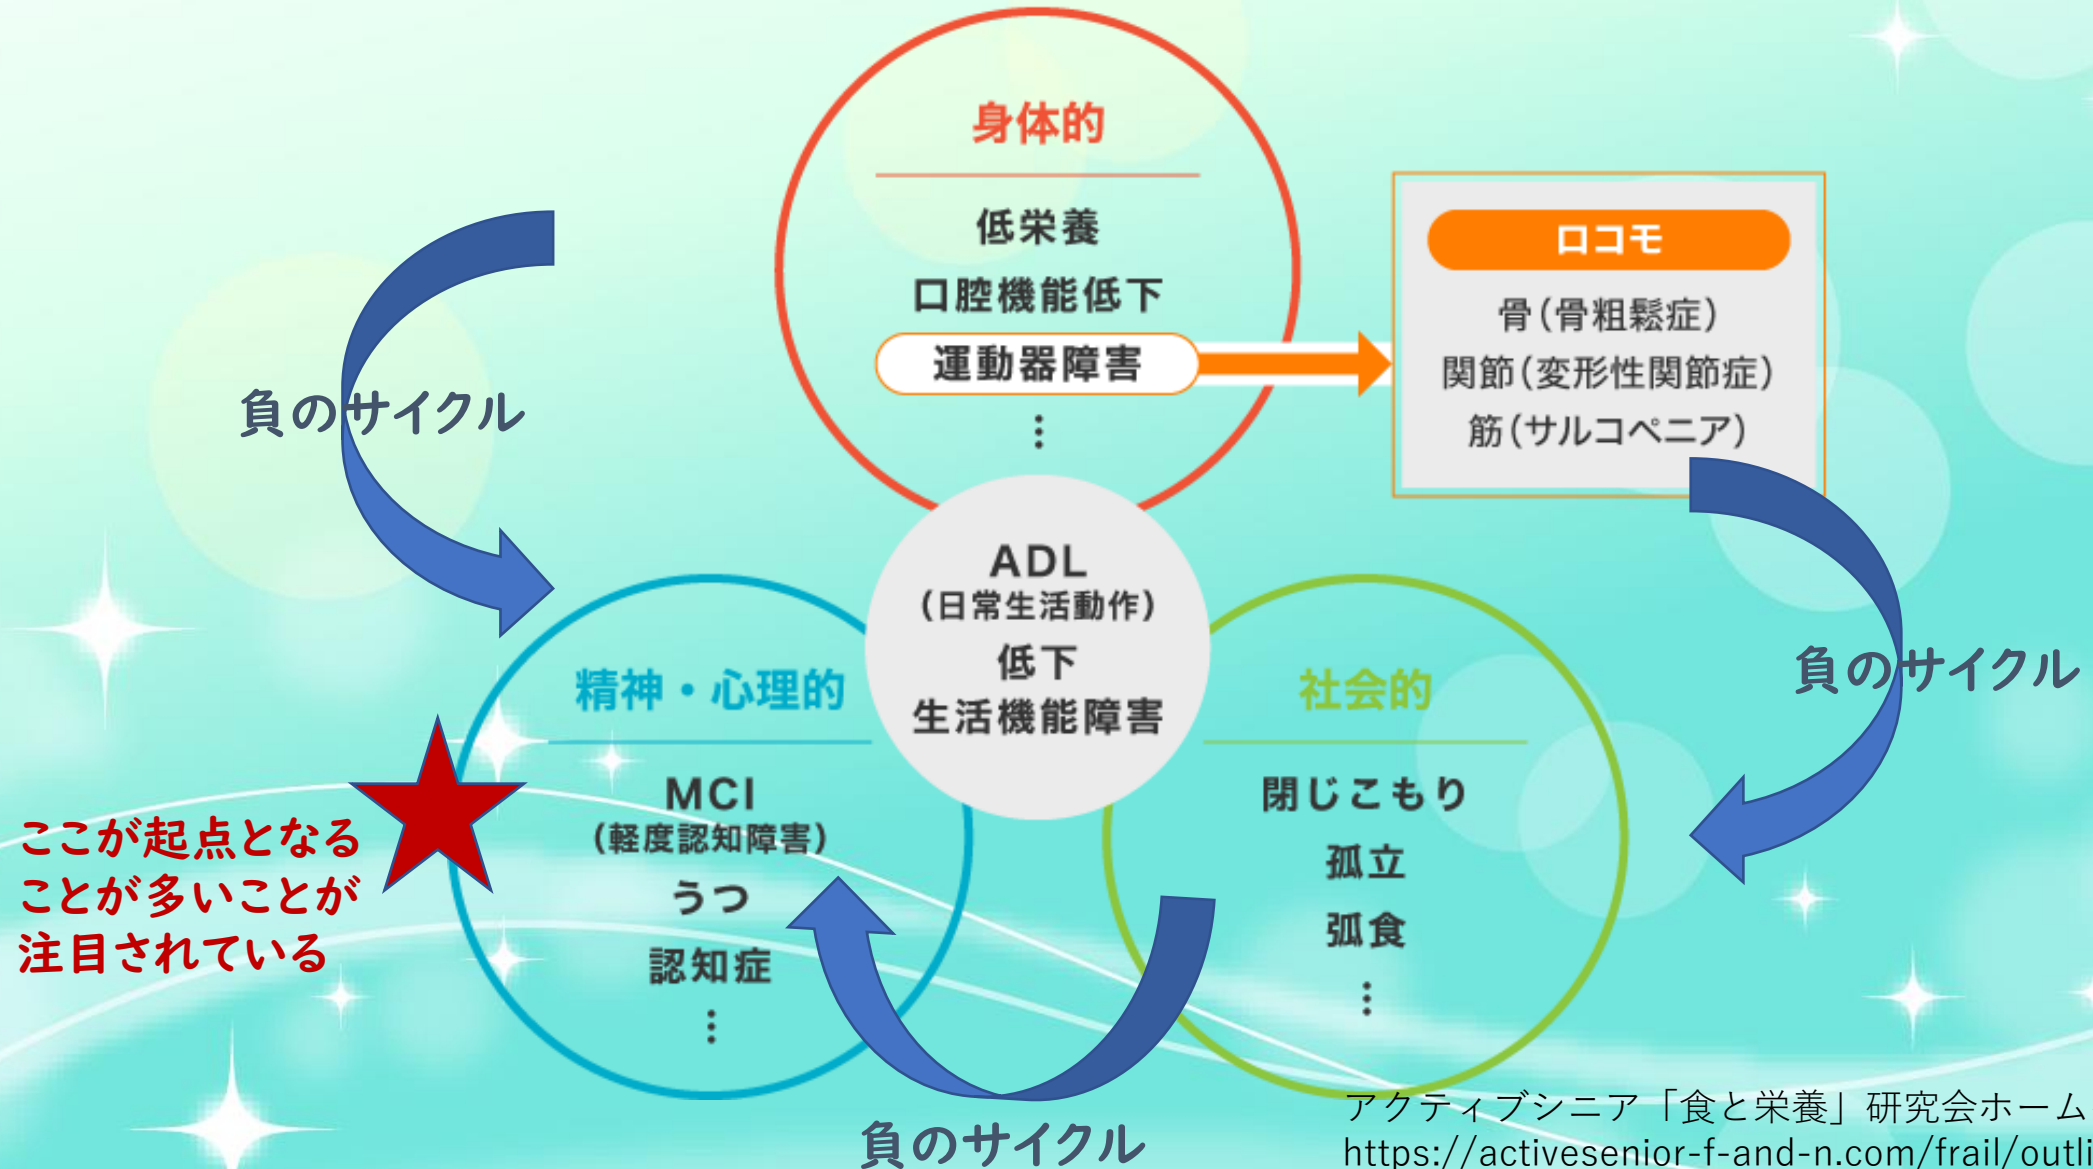 身体的
低栄養
口腔機能低下
運動器障害
⋮
ロコモ
骨(骨粗鬆症)
関節(変形性関節症)
筋(サルコペニア)
負のサイクル
ADL
(日常生活動作)
低下
生活機能障害
精神・心理的
MCI
(軽度認知障害)
うつ
認知症
⋮
社会的
閉じこもり
孤立
弧食
⋮
負のサイクル
ここが起点となる
ことが多いことが
注目されている
負のサイクル
アクティブシニア「食と栄養」研究会ホーム
https://activesenior-f-and-n.com/frail/outli